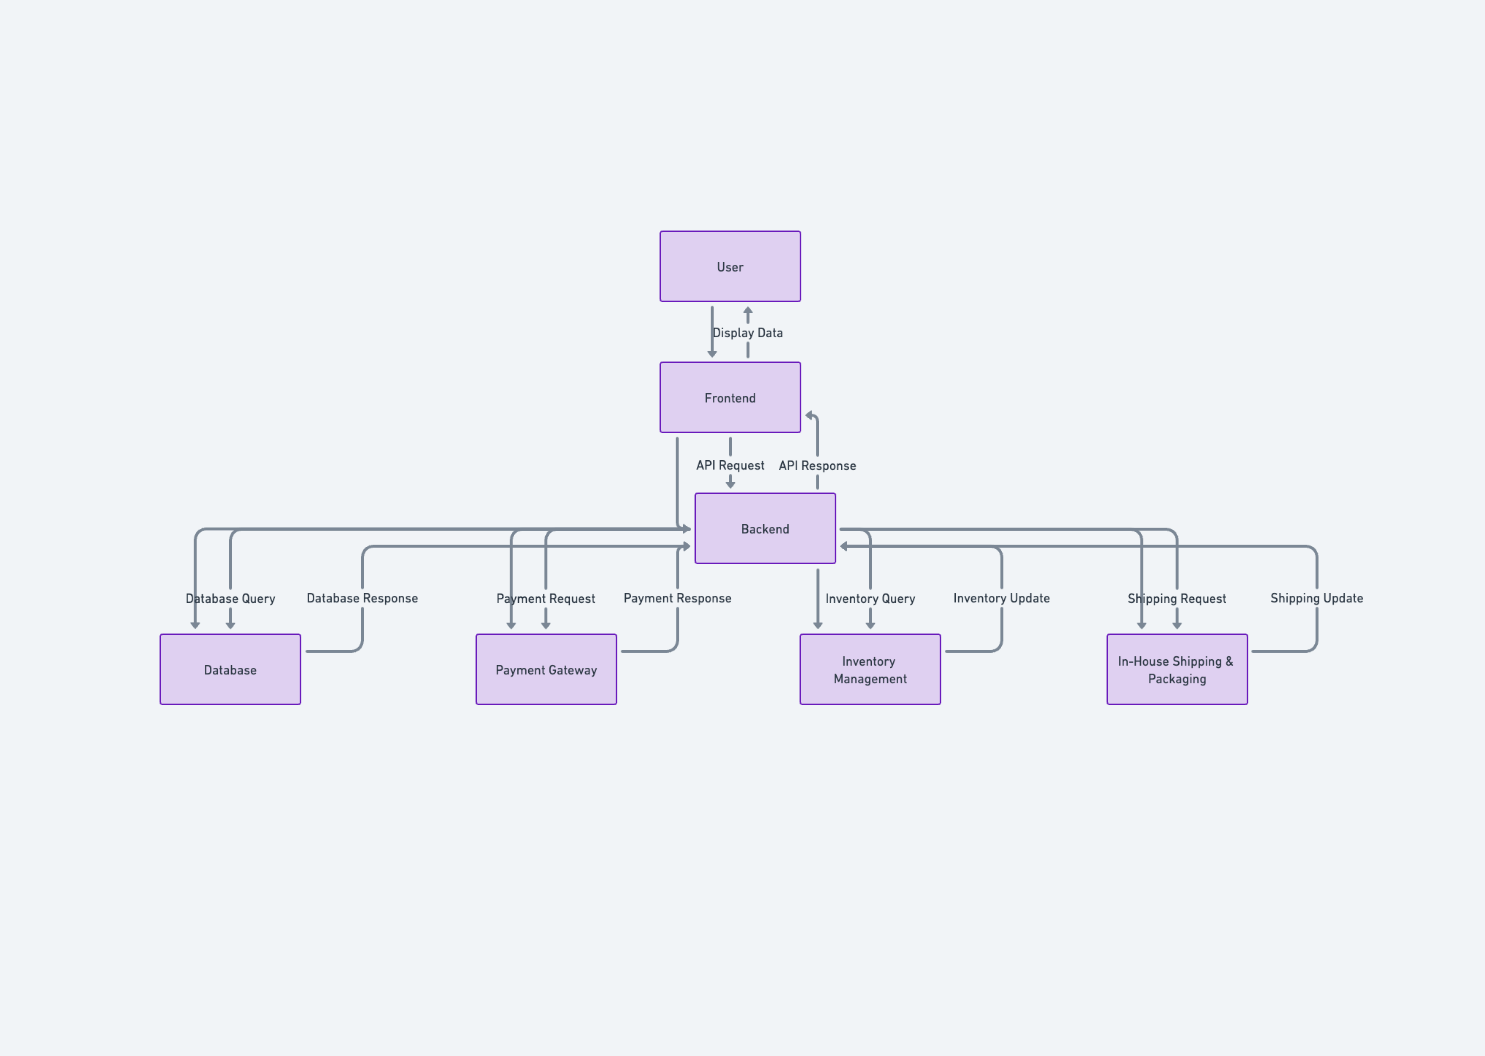 User
Display Data
Frontend
API Request
API Response
Backend
Database Query
Database Response
Payment Request
Payment Response
Inventory Query
Inventory Update
Shipping Request
Shipping Update
Database
Payment Gateway
Inventory
Management
In-House Shipping &
Packaging